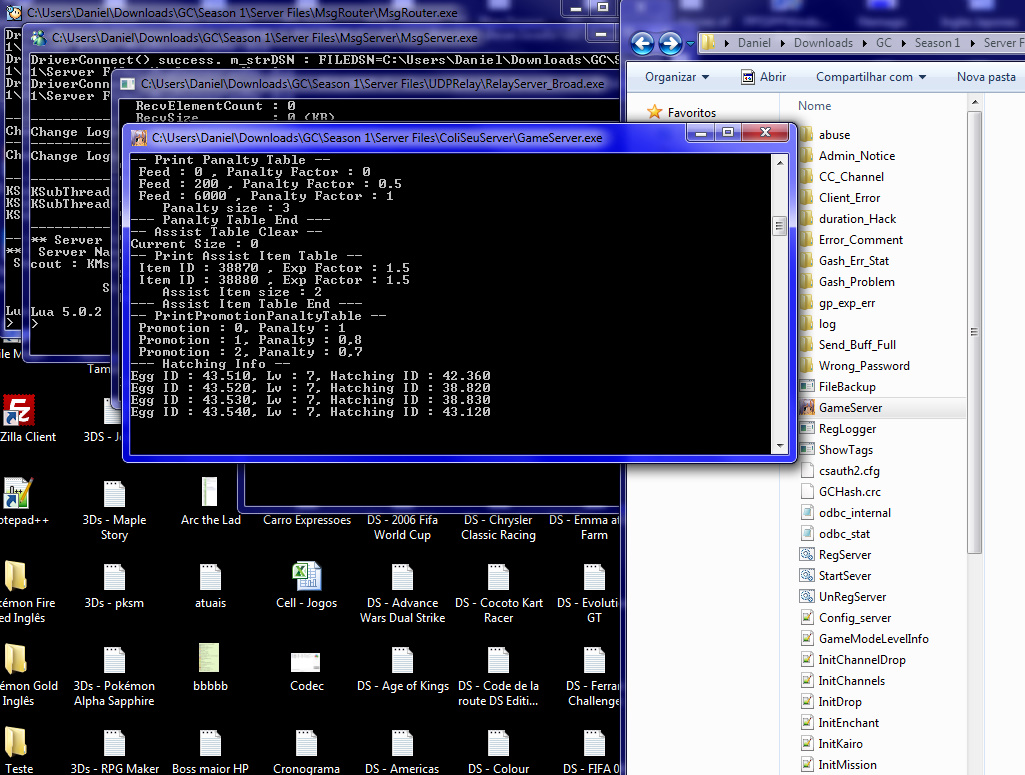 C:\Users\Daniel\Downloads\GC\Season 1\Server Files\MsgRouter\MsgRouter.exe
C:\Users\Daniel\Downloads\GC\Season 1\Server Files\MsgServer\MsgServer.exe
DriverConnect() success. m_strDSN : FILEDSN=C:\Users\Daniel\Downloads\GC\S
1\Server F
DriverConn
1\Server F
Change Log
Change Log
KSubThread
KSubThread
** Server
Server Na
cout : KMs
S
Lua 5.0.2
>
C:\Users\Daniel\Downloads\GC\Season 1\Server Files\UDPRelay\RelayServer_Broad.exe
RecvElementCount : 0
RecvSize : 0 (KB)
C:\Users\Daniel\Downloads\GC\Season 1\Server Files\ColiSeuServer\GameServer.exe
-- Print Panalty Table --
Feed : 0 , Panalty Factor : 0
Feed : 200 , Panalty Factor : 0.5
Feed : 6000 , Panalty Factor : 1
Panalty size : 3
--- Panalty Table End ---
-- Assist Table Clear --
Current Size : 0
-- Print Assist Item Table --
Item ID : 38870 , Exp Factor : 1.5
Item ID : 38880 , Exp Factor : 1.5
Assist Item size : 2
--- Assist Item Table End ---
-- PrintPromotionPanaltyTable --
Promotion : 0, Panalty : 1
Promotion : 1, Panalty : 0,8
Promotion : 2, Panalty : 0,7
--- Hatching Info --
Egg ID : 43.510, Lv : 7, Hatching ID : 42.360
Egg ID : 43.520, Lv : 7, Hatching ID : 38.820
Egg ID : 43.530, Lv : 7, Hatching ID : 38.830
Egg ID : 43.540, Lv : 7, Hatching ID : 43.120
Daniel Downloads GC Season 1 Server F
Organizar Abrir Compartilhar com Nova pasta
Favoritos
Nome
abuse
Admin_Notice
CC_Channel
Client_Error
duration_Hack
Error_Comment
Gash_Err_Stat
Gash_Problem
gp_exp_err
log
Send_Buff_Full
Wrong_Password
FileBackup
GameServer
RegLogger
ShowTags
csauth2.cfg
GCHash.crc
odbc_internal
odbc_stat
RegServer
StartSever
UnRegServer
Config_server
GameModeLevelInfo
InitChannelDrop
InitChannels
InitDrop
InitEnchant
InitKairo
InitMission
Tam
Zilla Client
3DS - J
otepad++
3Ds - Maple
Story
Arc the Lad
Carro Expressoes
DS - 2006 Fifa
World Cup
DS - Chrysler
Classic Racing
DS - Emma at
Farm
kémon Fire
ed Inglês
3Ds - pksm
atuais
Cell - Jogos
DS - Advance
Wars Dual Strike
DS - Cocoto Kart
Racer
DS - Evoluti
GT
émon Gold
Inglês
3Ds - Pokémon
Alpha Sapphire
bbbbb
Codec
DS - Age of Kings
DS - Code de la
route DS Editi...
DS - Ferrar
Challenge
Teste
3Ds - RPG Maker
Boss maior HP
Cronograma
DS - Americas
DS - Colour
DS - FIFA 0